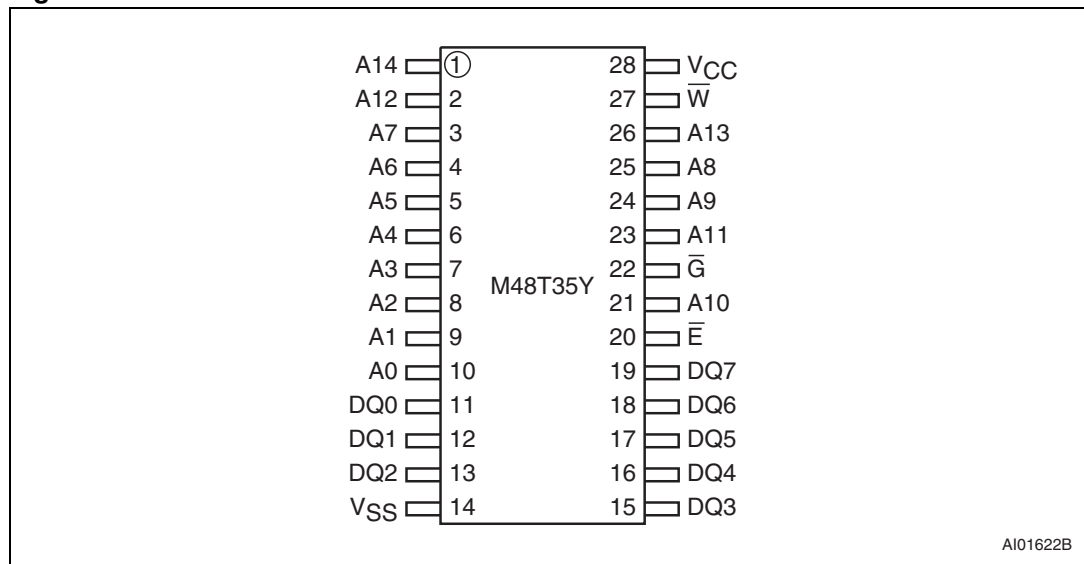 A14 1 28 VCC
A12 2 27 W̅
A7 3 26 A13
A6 4 25 A8
A5 5 24 A9
A4 6 23 A11
A3 7 22 G̅
M48T35Y
A2 8 21 A10
A1 9 20 E̅
A0 10 19 DQ7
DQ0 11 18 DQ6
DQ1 12 17 DQ5
DQ2 13 16 DQ4
VSS 14 15 DQ3
AI01622B